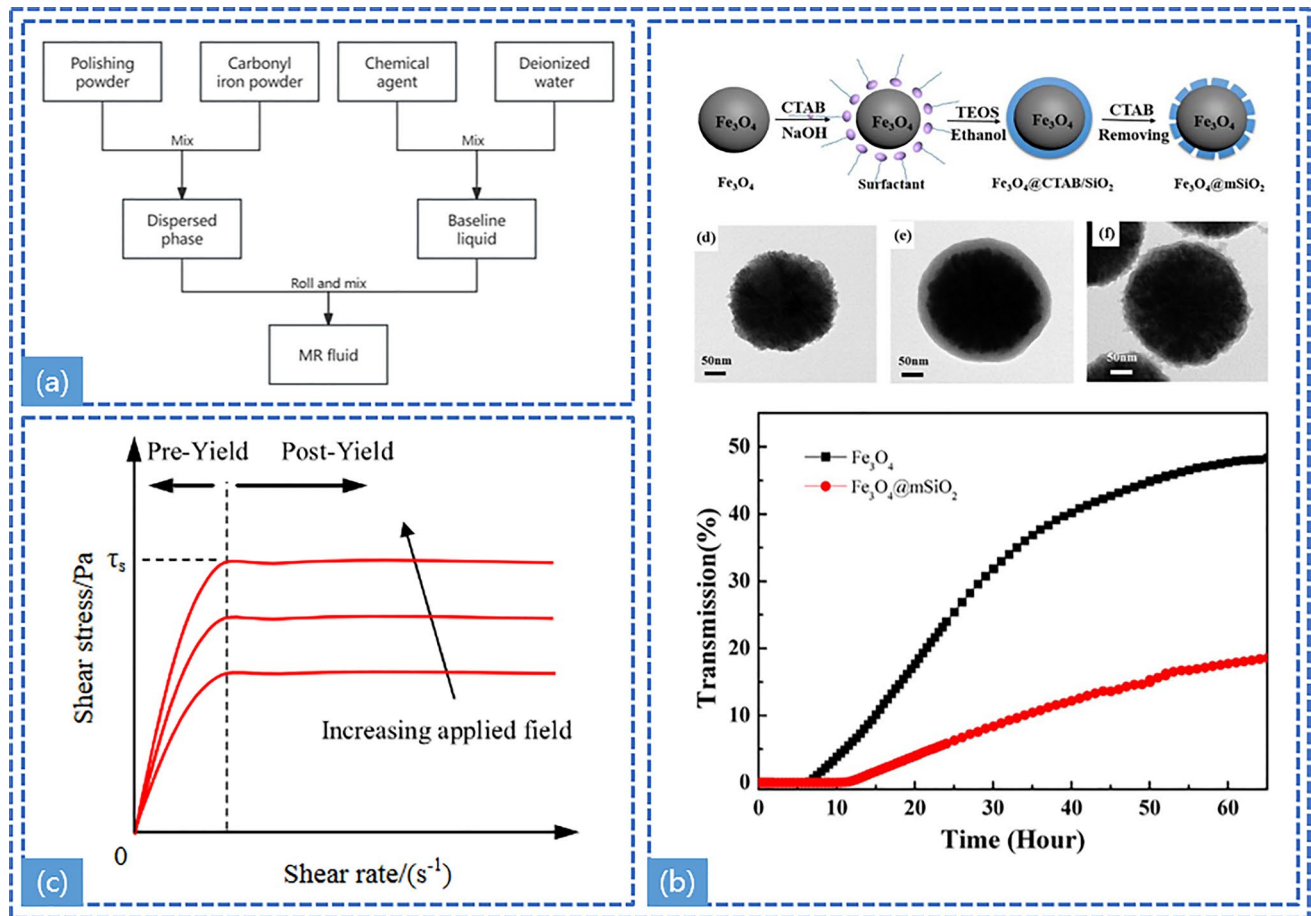 Polishing
powder
Carbonyl
iron powder
Chemical
agent
Deionized
water
Mix
Mix
Dispersed
phase
Baseline
liquid
Roll and mix
MR fluid
(a)
Fe₃O₄
CTAB
NaOH
Fe₃O₄
TEOS
Ethanol
Fe₃O₄
CTAB
Removing
Fe₃O₄
Fe₃O₄
Surfactant
Fe₃O₄@CTAB/SiO₂
Fe₃O₄@mSiO₂
(d)
50nm
(e)
50nm
(f)
50nm
Transmission(%)
50
40
30
20
10
0
Fe₃O₄
Fe₃O₄@mSiO₂
0
10
20
30
40
50
60
Time (Hour)
(b)
Pre-Yield
Post-Yield
τₛ
Shear stress/Pa
Increasing applied field
0
Shear rate/(s⁻¹)
(c)